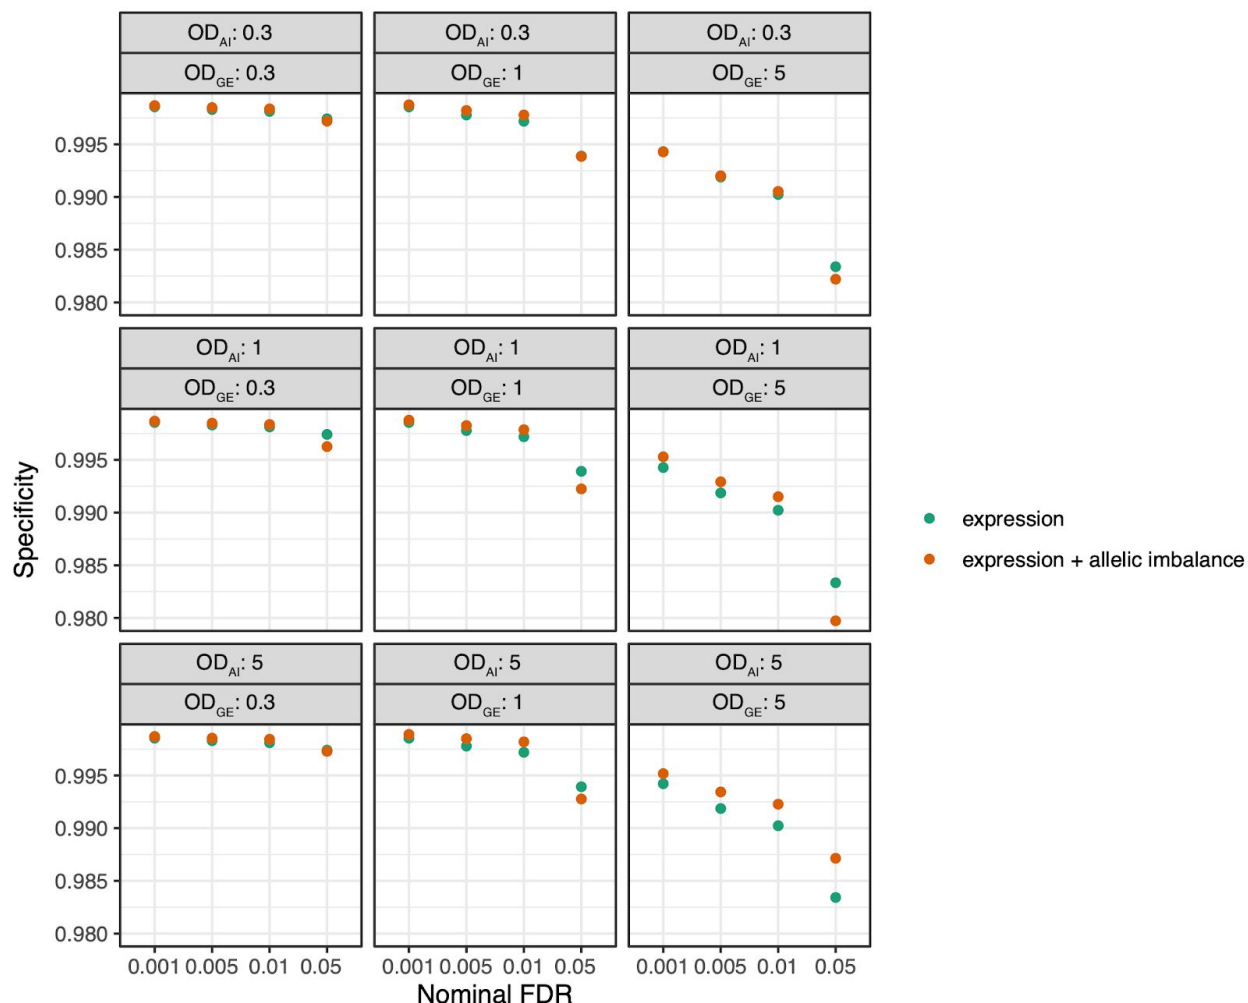 OD_AI: 0.3 OD_AI: 0.3 OD_AI: 0.3
OD_GE: 0.3 OD_GE: 1 OD_GE: 5
0.995
0.990
0.985
0.980
OD_AI: 1 OD_AI: 1 OD_AI: 1
OD_GE: 0.3 OD_GE: 1 OD_GE: 5
0.995
0.990
0.985
0.980
Specificity
expression
expression + allelic imbalance
OD_AI: 5 OD_AI: 5 OD_AI: 5
OD_GE: 0.3 OD_GE: 1 OD_GE: 5
0.995
0.990
0.985
0.980
0.001 0.005 0.01 0.05 0.001 0.005 0.01 0.05 0.001 0.005 0.01 0.05
Nominal FDR